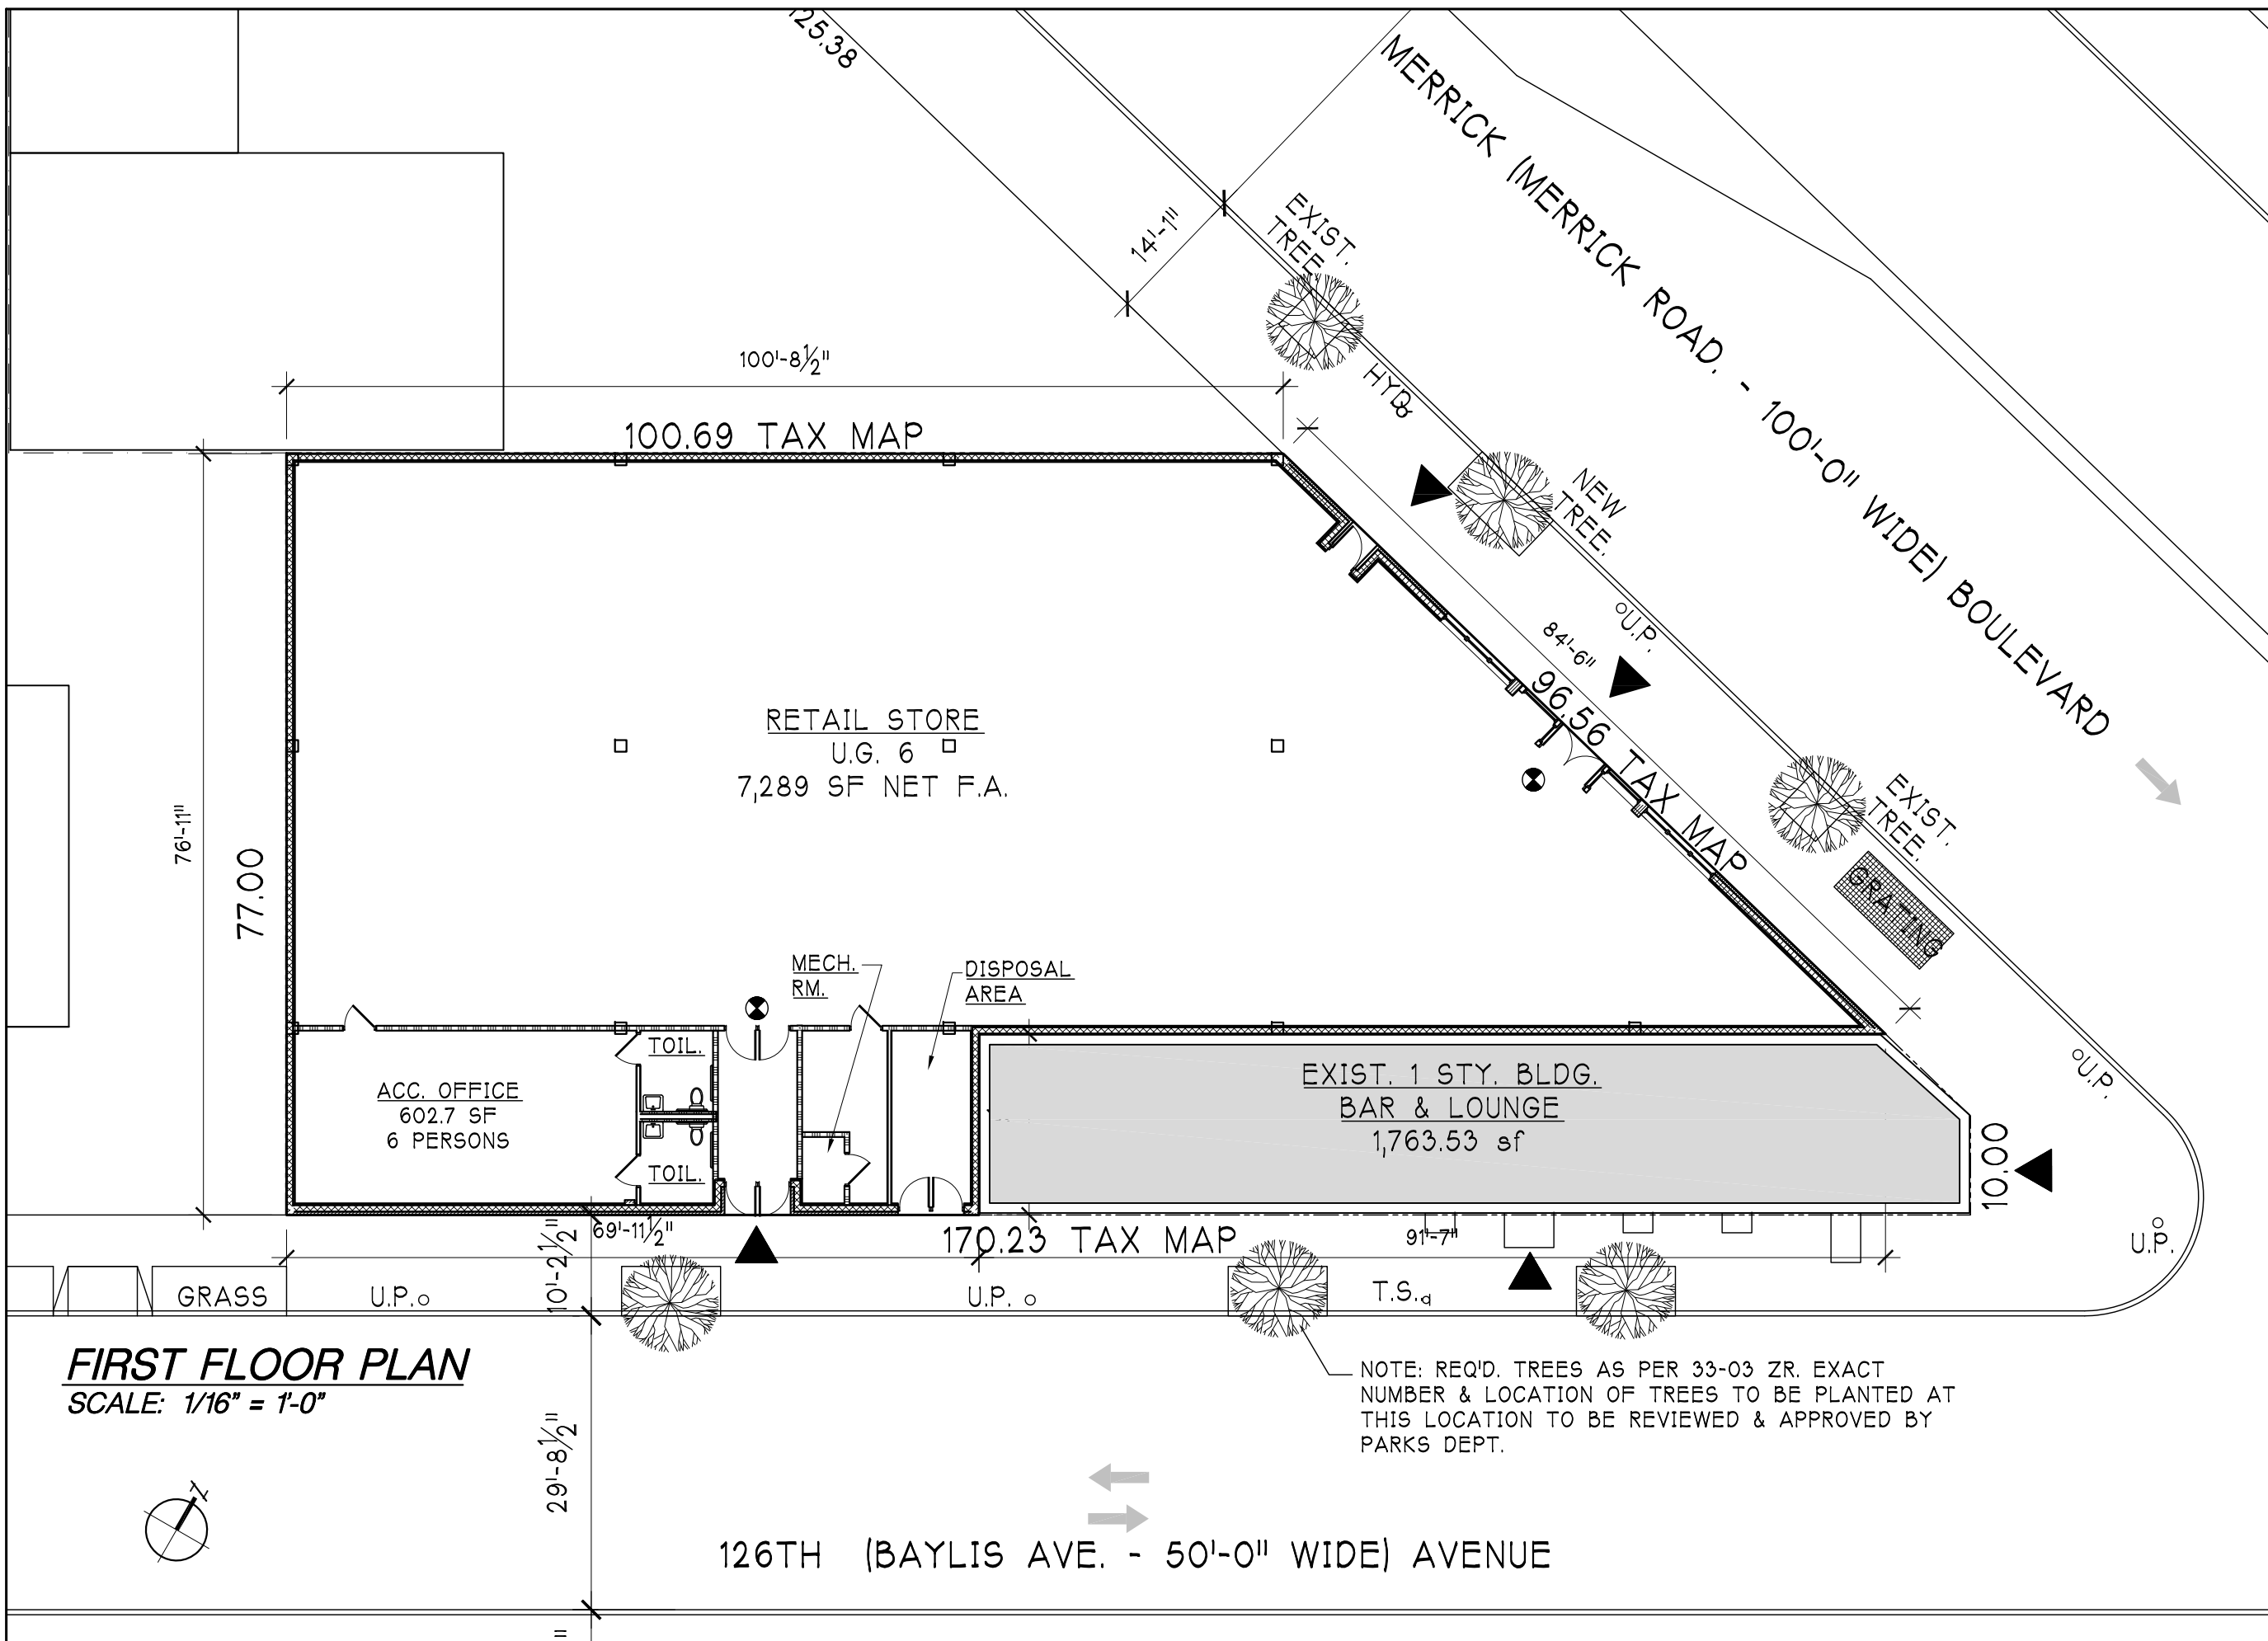 125.38
MERRICK (MERRICK ROAD. - 100'-0" WIDE) BOULEVARD
14'-1"
EXIST.
TREE.
HYD.
100'-8½"
100.69 TAX MAP
NEW
TREE.
U.P.
84'-6"
96.56 TAX MAP
RETAIL STORE
U.G. 6
7,289 SF NET F.A.
76'-11"
77.00
EXIST.
TREE.
GRATING
MECH.
RM.
DISPOSAL
AREA
TOIL.
ACC. OFFICE
602.7 SF
6 PERSONS
TOIL.
EXIST. 1 STY. BLDG.
BAR & LOUNGE
1,763.53 sf
U.P.
10.00
U.P.
69'-11½"
170.23 TAX MAP
91'-7"
10'-2½"
GRASS
U.P.
U.P.
T.S.
FIRST FLOOR PLAN
SCALE: 1/16" = 1'-0"
NOTE: REQ'D. TREES AS PER 33-03 ZR. EXACT
NUMBER & LOCATION OF TREES TO BE PLANTED AT
THIS LOCATION TO BE REVIEWED & APPROVED BY
PARKS DEPT.
29'-8½"
Z
126TH (BAYLIS AVE. - 50'-0" WIDE) AVENUE